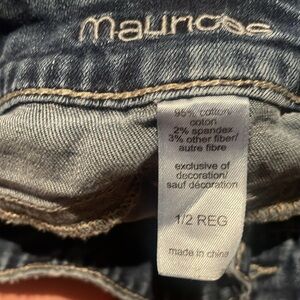 maurices
95% cotton/
coton
2% spandex
3% other fiber/
autre fibre
exclusive of
decoration/
sauf décoration
1/2 REG
made in china